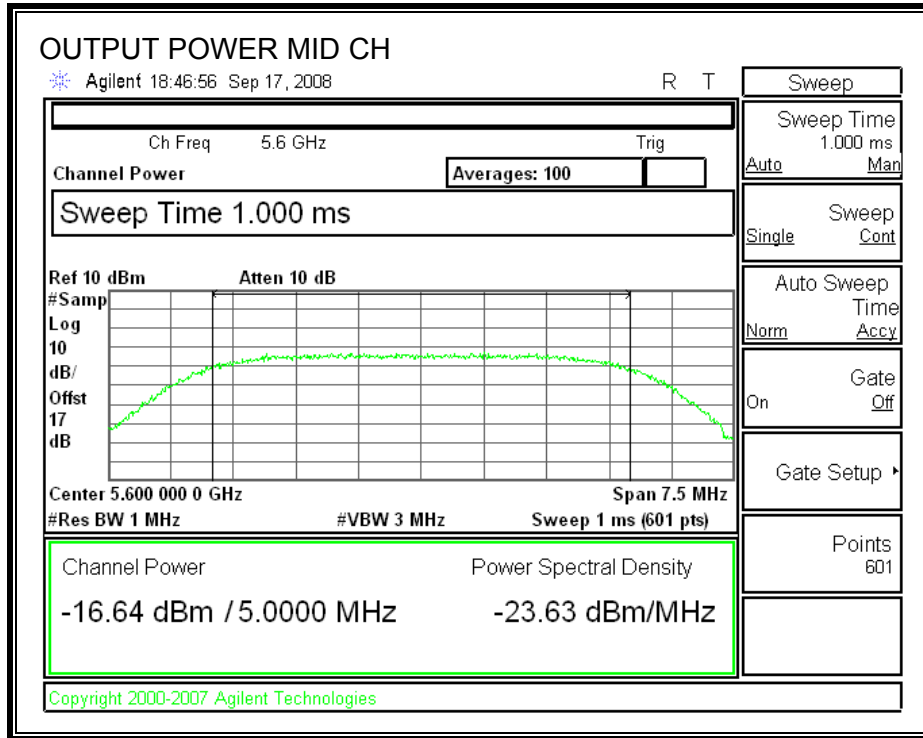 OUTPUT POWER MID CH
Agilent 18:46:56 Sep 17, 2008 R T
Ch Freq 5.6 GHz Trig
Channel Power Averages: 100
Sweep Time 1.000 ms
Ref 10 dBm Atten 10 dB
#Samp
Log
10
dB/
Offst
17
dB
Center 5.600 000 0 GHz Span 7.5 MHz
#Res BW 1 MHz #VBW 3 MHz Sweep 1 ms (601 pts)
Channel Power Power Spectral Density
-16.64 dBm / 5.0000 MHz -23.63 dBm/MHz
Copyright 2000-2007 Agilent Technologies
Sweep
Sweep Time
1.000 ms
Auto Man
Sweep
Single Cont
Auto Sweep
Time
Norm Accy
Gate
On Off
Gate Setup
Points
601